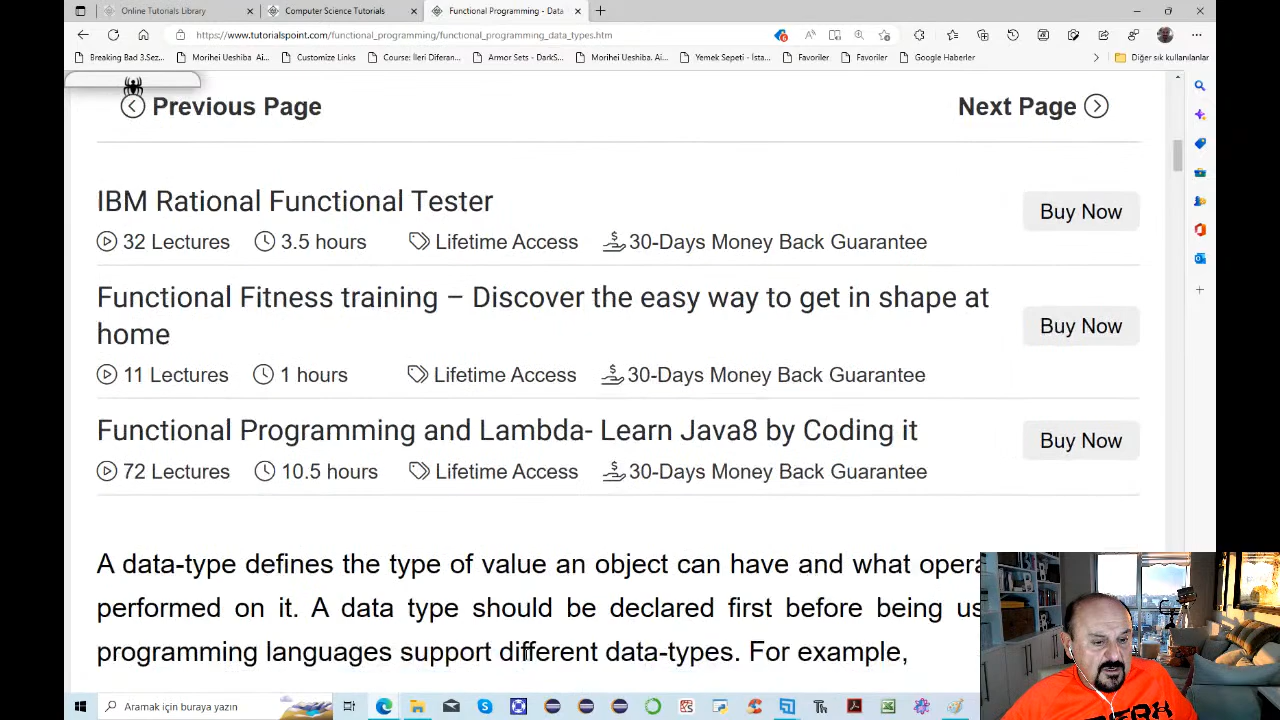 Online Tutorials Library
Computer Science Tutorials
Functional Programming - Data
https://www.tutorialspoint.com/functional_programming/functional_programming_data_types.htm
Breaking Bad 3.Sez...
Morihei Ueshiba. Ai...
Customize Links
Course: Ileri Diferan...
Armor Sets - DarkS...
Morihei Ueshiba. Ai...
Yemek Sepeti - İst...
Favoriler
Favoriler
Google Haberler
Diğer sık kullanılanlar
Previous Page
Next Page
IBM Rational Functional Tester
Buy Now
32 Lectures 3.5 hours Lifetime Access 30-Days Money Back Guarantee
Functional Fitness training – Discover the easy way to get in shape at
home
Buy Now
11 Lectures 1 hours Lifetime Access 30-Days Money Back Guarantee
Functional Programming and Lambda- Learn Java8 by Coding it
Buy Now
72 Lectures 10.5 hours Lifetime Access 30-Days Money Back Guarantee
A data-type defines the type of value an object can have and what opera
performed on it. A data type should be declared first before being us
programming languages support different data-types. For example,
Aramak için buraya yazın